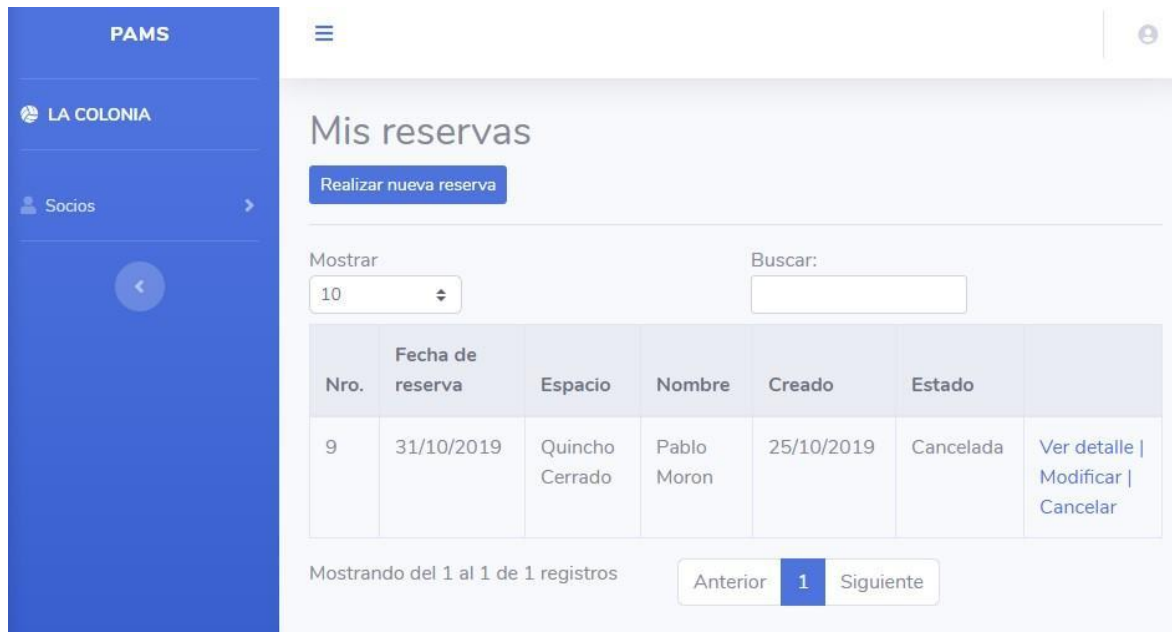 PAMS
LA COLONIA
Socios
Mis reservas
Realizar nueva reserva
Mostrar
Buscar:
10
Nro.
Fecha de
reserva
Espacio
Nombre
Creado
Estado
9
31/10/2019
Quincho
Cerrado
Pablo
Moron
25/10/2019
Cancelada
Ver detalle |
Modificar |
Cancelar
Mostrando del 1 al 1 de 1 registros
Anterior
1
Siguiente